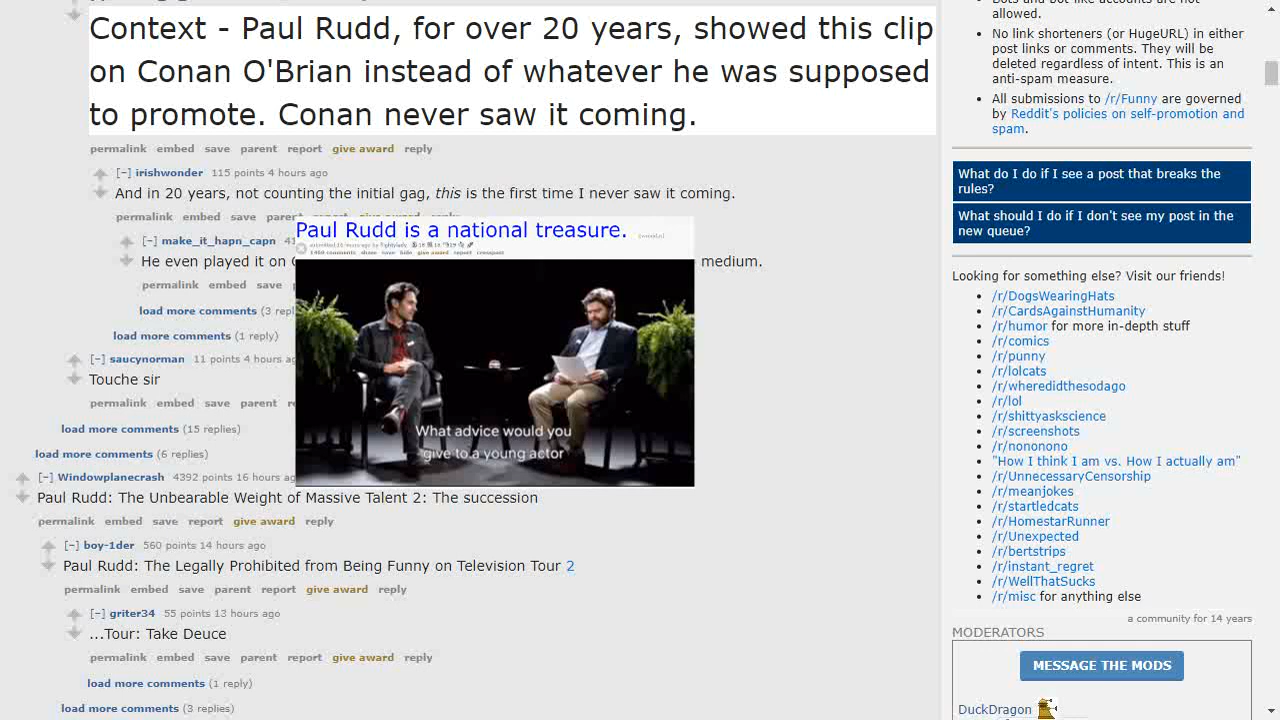 Context - Paul Rudd, for over 20 years, showed this clip
on Conan O'Brian instead of whatever he was supposed
to promote. Conan never saw it coming.
permalink embed save parent report give award reply
[–] irishwonder 115 points 4 hours ago
And in 20 years, not counting the initial gag, this is the first time I never saw it coming.
permalink embed save
[–] make_it_hapn_capn
He even played it on
medium.
permalink embed save
load more comments
load more comments (1 reply)
[–] saucynorman 11 points 4 hours
Touche sir
permalink embed save parent
load more comments (15 replies)
load more comments (6 replies)
Paul Rudd is a national treasure.
1480 comments share save hide give award report crosspost
What advice would you
give to a young actor
[–] Windowplanecrash 4392 points 16 hours
Paul Rudd: The Unbearable Weight of Massive Talent 2: The succession
permalink embed save report give award reply
[–] boy-1der 560 points 14 hours ago
Paul Rudd: The Legally Prohibited from Being Funny on Television Tour 2
permalink embed save parent report give award reply
[–] griter34 55 points 13 hours ago
...Tour: Take Deuce
permalink embed save parent report give award reply
load more comments (1 reply)
load more comments (3 replies)
allowed.
No link shorteners (or HugeURL) in either
post links or comments. They will be
deleted regardless of intent. This is an
anti-spam measure.
All submissions to /r/Funny are governed
by Reddit's policies on self-promotion and
spam.
What do I do if I see a post that breaks the
rules?
What should I do if I don't see my post in the
new queue?
Looking for something else? Visit our friends!
/r/DogsWearingHats
/r/CardsAgainstHumanity
/r/humor for more in-depth stuff
/r/comics
/r/punny
/r/lolcats
/r/wheredidthesodago
/r/lol
/r/shittyaskscience
/r/screenshots
/r/nononono
"How I think I am vs. How I actually am"
/r/UnnecessaryCensorship
/r/meanjokes
/r/startledcats
/r/HomestarRunner
/r/Unexpected
/r/bertstrips
/r/instant_regret
/r/WellThatSucks
/r/misc for anything else
a community for 14 years
MODERATORS
MESSAGE THE MODS
DuckDragon